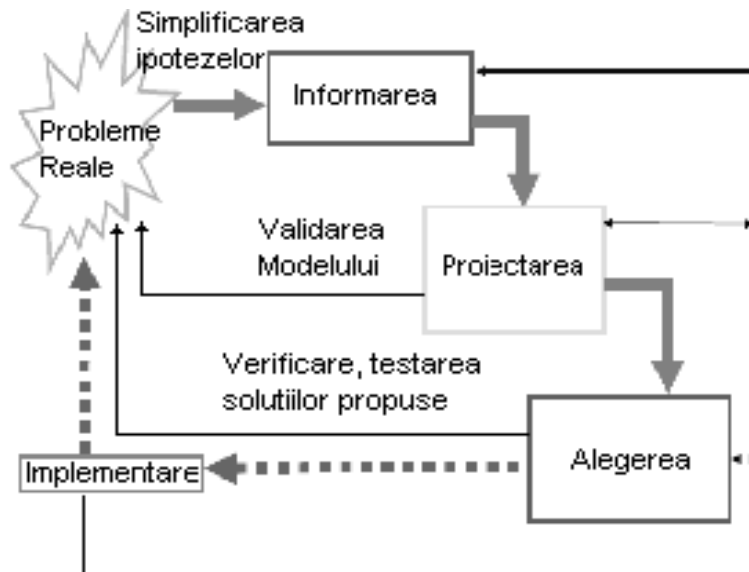 Simplificarea
ipotezelor
Informarea
Probleme
Reale
Validarea
Modelului
Proiectarea
Verificare, testarea
solutiilor propuse
Alegerea
Implementare